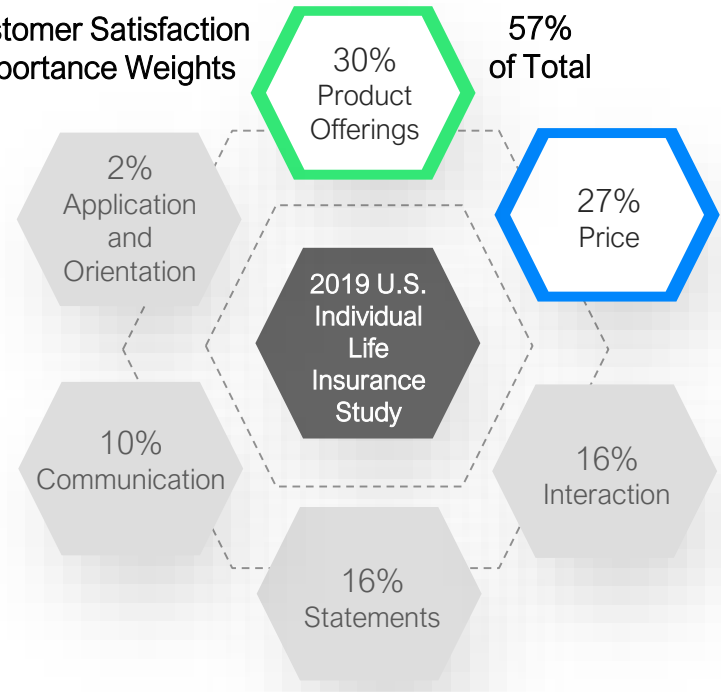 stomer Satisfaction
portance Weights
57%
of Total
30%
Product
Offerings
27%
Price
2%
Application
and
Orientation
2019 U.S.
Individual
Life
Insurance
Study
10%
Communication
16%
Interaction
16%
Statements